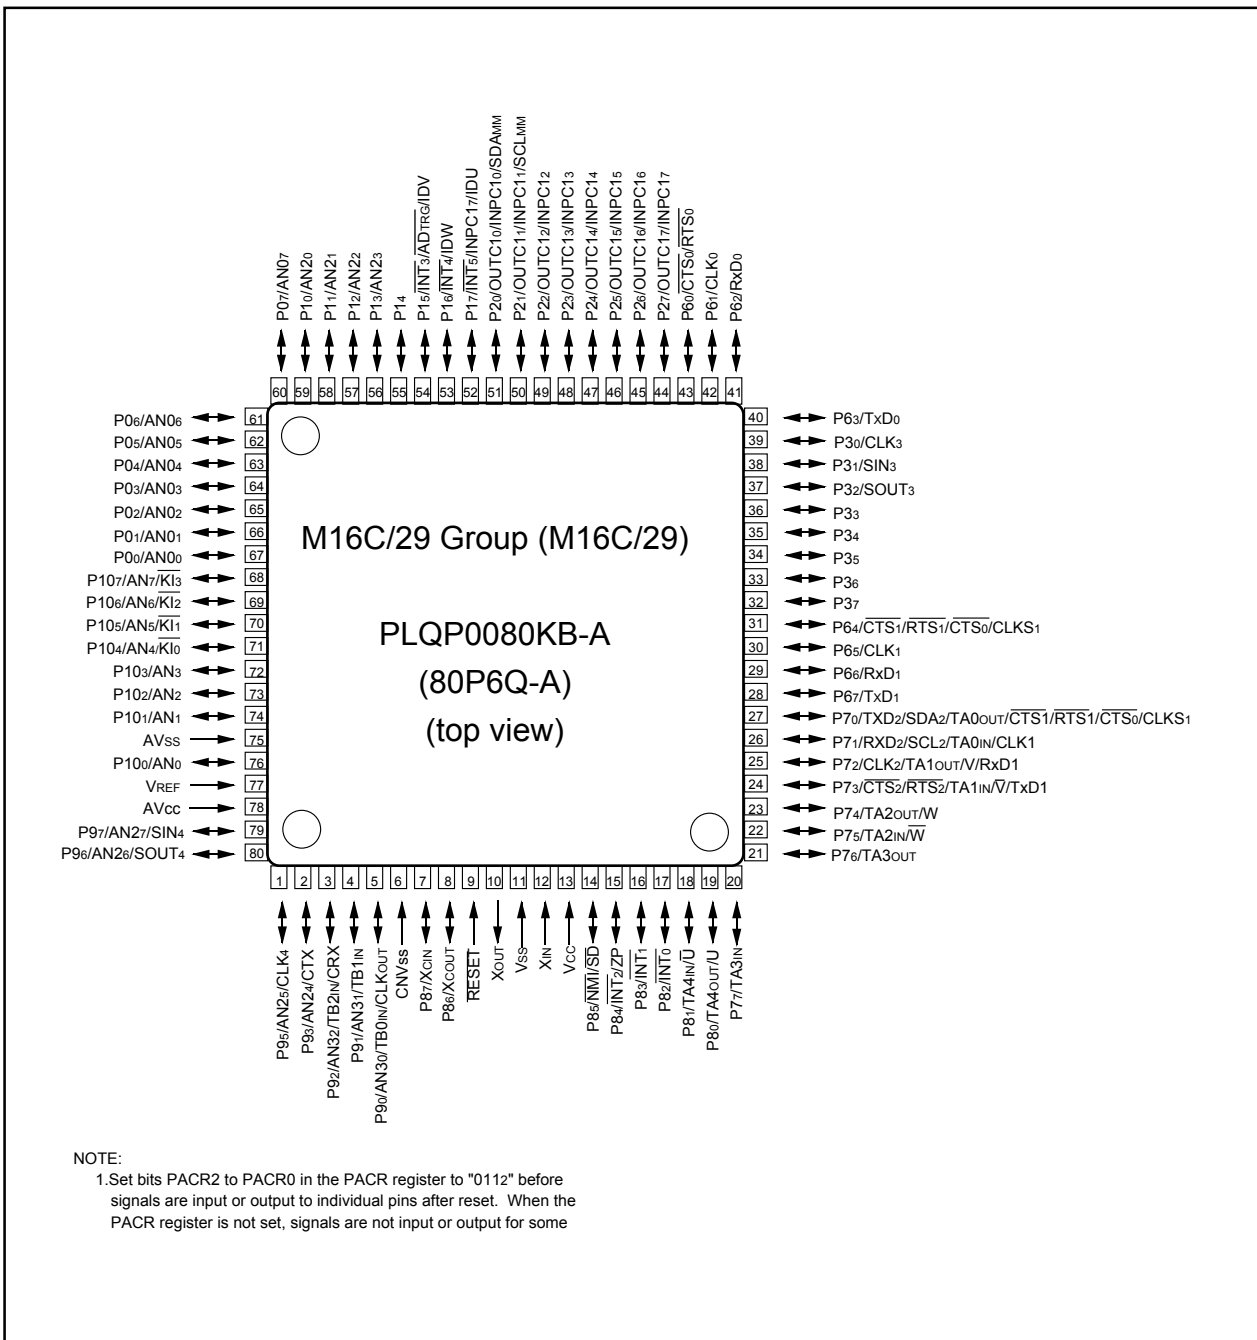 P07/AN07
P10/AN20
P11/AN21
P12/AN22
P13/AN23
P14
P15/INT3/ADTRG/IDV
P16/INT4/IDW
P17/INT5/INPC17/IDU
P20/OUTC10/INPC10/SDAMM
P21/OUTC11/INPC11/SCLMM
P22/OUTC12/INPC12
P23/OUTC13/INPC13
P24/OUTC14/INPC14
P25/OUTC15/INPC15
P26/OUTC16/INPC16
P27/OUTC17/INPC17
P60/CTS0/RTS0
P61/CLK0
P62/RxD0
60 59 58 57 56 55 54 53 52 51 50 49 48 47 46 45 44 43 42 41
P06/AN06 61
P05/AN05 62
P04/AN04 63
P03/AN03 64
P02/AN02 65
P01/AN01 66
P00/AN00 67
P107/AN7/KI3 68
P106/AN6/KI2 69
P105/AN5/KI1 70
P104/AN4/KI0 71
P103/AN3 72
P102/AN2 73
P101/AN1 74
AVSS 75
P100/AN0 76
VREF 77
AVCC 78
P97/AN27/SIN4 79
P96/AN26/SOUT4 80
M16C/29 Group (M16C/29)
PLQP0080KB-A
(80P6Q-A)
(top view)
40 P63/TxD0
39 P30/CLK3
38 P31/SIN3
37 P32/SOUT3
36 P33
35 P34
34 P35
33 P36
32 P37
31 P64/CTS1/RTS1/CTS0/CLKS1
30 P65/CLK1
29 P66/RxD1
28 P67/TxD1
27 P70/TXD2/SDA2/TA0OUT/CTS1/RTS1/CTS0/CLKS1
26 P71/RXD2/SCL2/TA0IN/CLK1
25 P72/CLK2/TA1OUT/V/RxD1
24 P73/CTS2/RTS2/TA1IN/V/TxD1
23 P74/TA2OUT/W
22 P75/TA2IN/W
21 P76/TA3OUT
1 2 3 4 5 6 7 8 9 10 11 12 13 14 15 16 17 18 19 20
P95/AN25/CLK4
P93/AN24/CTX
P92/AN32/TB2IN/CRX
P91/AN31/TB1IN
P90/AN30/TB0IN/CLKOUT
CNVSS
P87/XCIN
P86/XCOUT
RESET
XOUT
VSS
XIN
VCC
P85/NMI/SD
P84/INT2/ZP
P83/INT1
P82/INT0
P81/TA4IN/U
P80/TA4OUT/U
P77/TA3IN
NOTE:
1.Set bits PACR2 to PACR0 in the PACR register to "0112" before
signals are input or output to individual pins after reset. When the
PACR register is not set, signals are not input or output for some